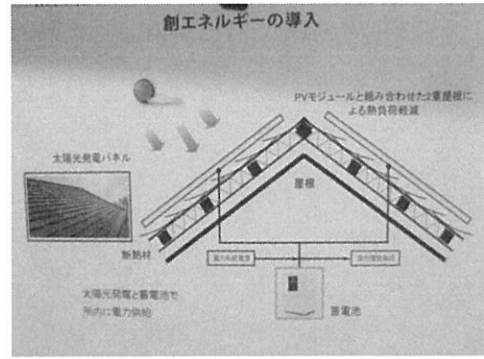 創エネルギーの導入
PVモジュールと組み合わせた2重屋根に
よる熱負荷軽減
太陽光発電パネル
屋根
断熱材
太陽光発電と蓄電池で
所内に電力供給
蓄電池